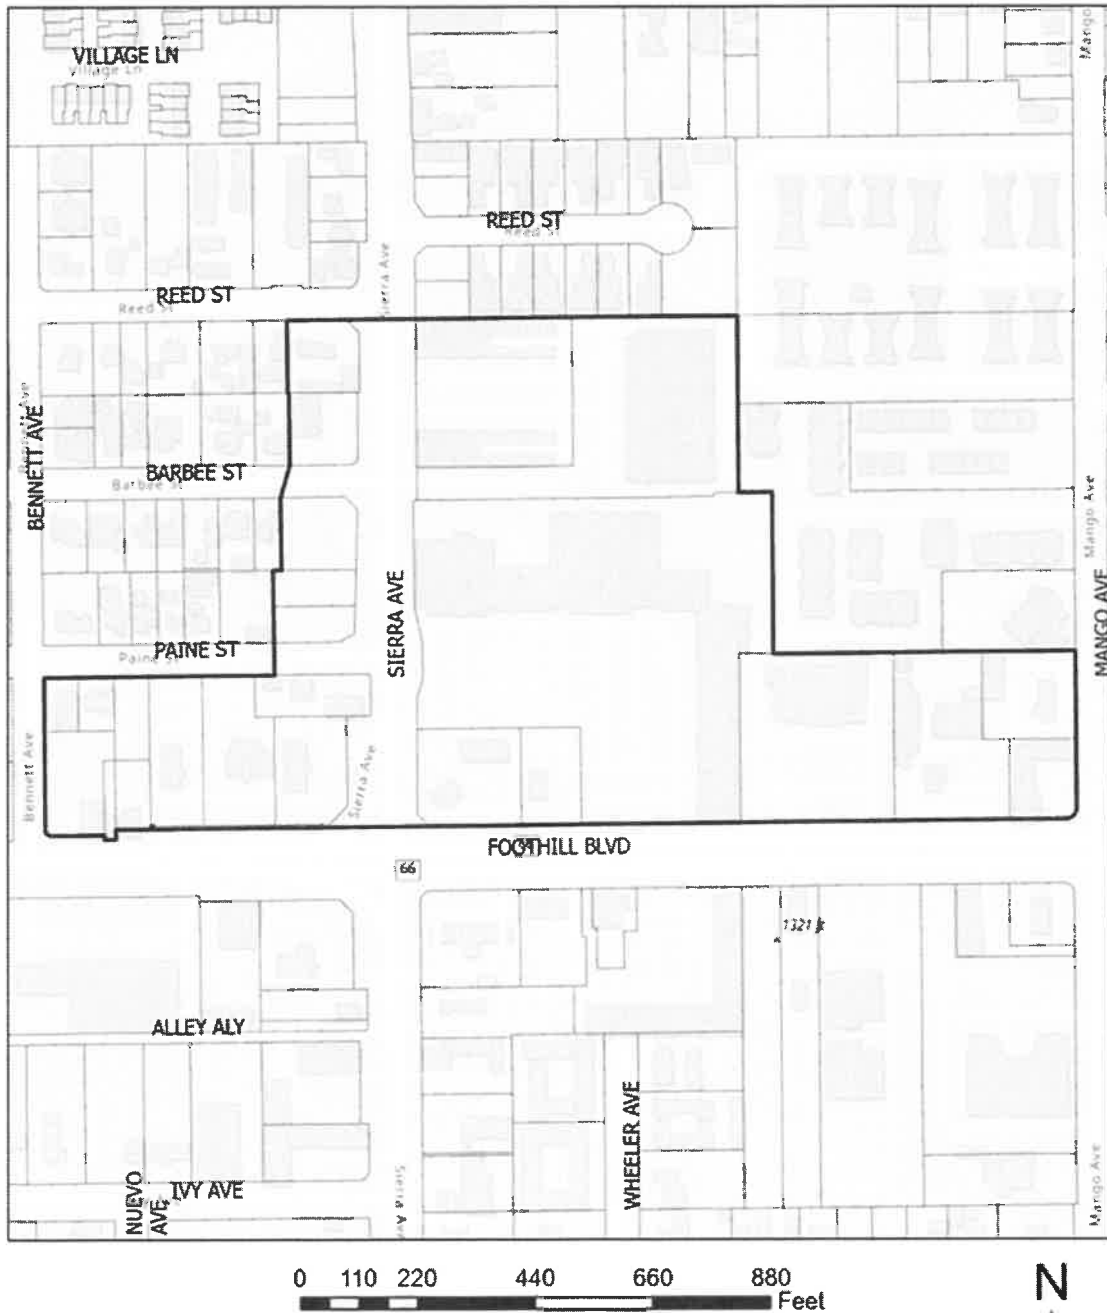 Mango
VILLAGE LN
Village Ln
REED ST
Reed St
Sierra Ave
REED ST
Reed St
BENNETT AVE
BARBEE ST
Barbee St
Mango Ave
SIERRA AVE
MANGO AVE
PAINE ST
Paine St
Bennett Ave
Sierra Ave
FOOTHILL BLVD
66
1321
ALLEY ALY
WHEELER AVE
NUEVO AVE
IVY AVE
Sierra Ave
Mango Ave
0 110 220 440 660 880
Feet
N